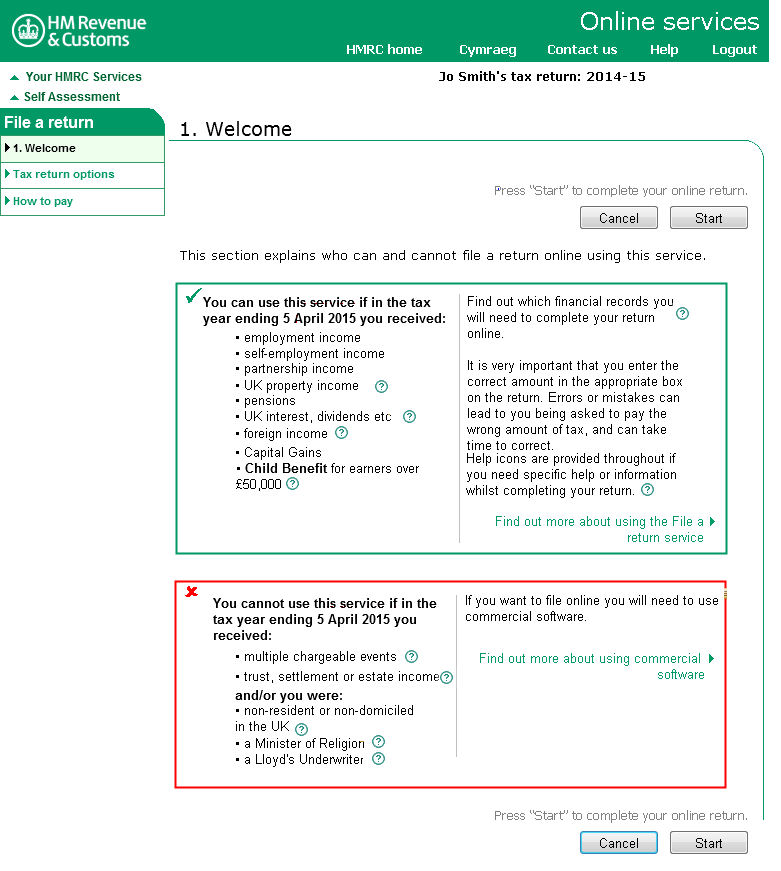 HM Revenue
& Customs
Online services
HMRC home Cymraeg Contact us Help Logout
Your HMRC Services
Jo Smith's tax return: 2014-15
Self Assessment
File a return
1. Welcome
Tax return options
How to pay
1. Welcome
Press "Start" to complete your online return.
Cancel Start
This section explains who can and cannot file a return online using this service.
You can use this service if in the tax
year ending 5 April 2015 you received:
• employment income
• self-employment income
• partnership income
• UK property income ?
• pensions
• UK interest, dividends etc ?
• foreign income ?
• Capital Gains
• Child Benefit for earners over
£50,000 ?
Find out which financial records you
will need to complete your return ?
online.
It is very important that you enter the
correct amount in the appropriate box
on the return. Errors or mistakes can
lead to you being asked to pay the
wrong amount of tax, and can take
time to correct.
Help icons are provided throughout if
you need specific help or information
whilst completing your return. ?
Find out more about using the File a
return service
You cannot use this service if in the
tax year ending 5 April 2015 you
received:
• multiple chargeable events ?
• trust, settlement or estate income ?
and/or you were:
• non-resident or non-domiciled
in the UK ?
• a Minister of Religion ?
• a Lloyd's Underwriter ?
If you want to file online you will need to use
commercial software.
Find out more about using commercial
software
Press "Start" to complete your online return.
Cancel Start